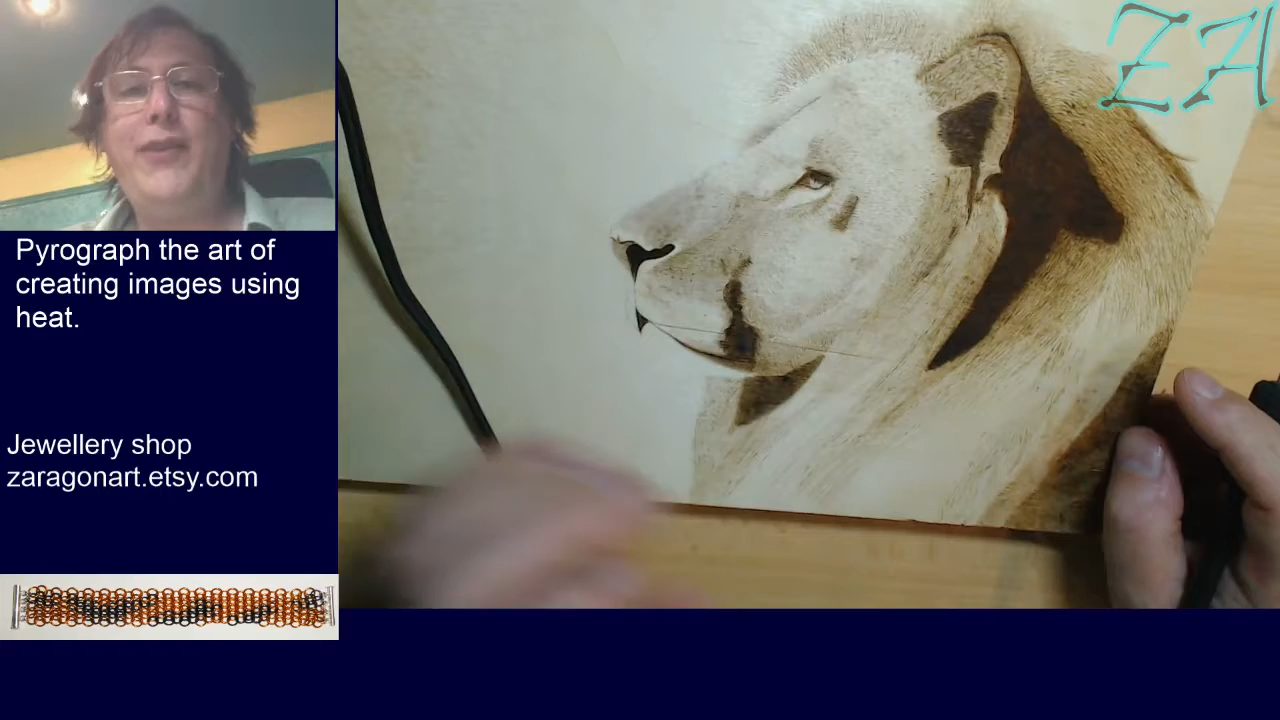 ZA
Pyrograph the art of
creating images using
heat.
Jewellery shop
zaragonart.etsy.com